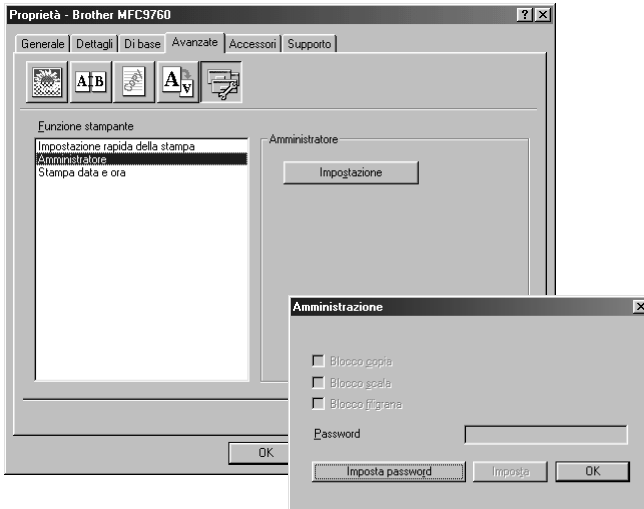 Proprietà - Brother MFC9760
Generale Dettagli Di base Avanzate Accessori Supporto
A B Copy A A
Funzione stampante
Impostazione rapida della stampa
Amministratore
Stampa data e ora
Amministratore
Impostazione
OK
Amministrazione
Blocco copia
Blocco scala
Blocco filigrana
Password
Imposta password Imposta OK